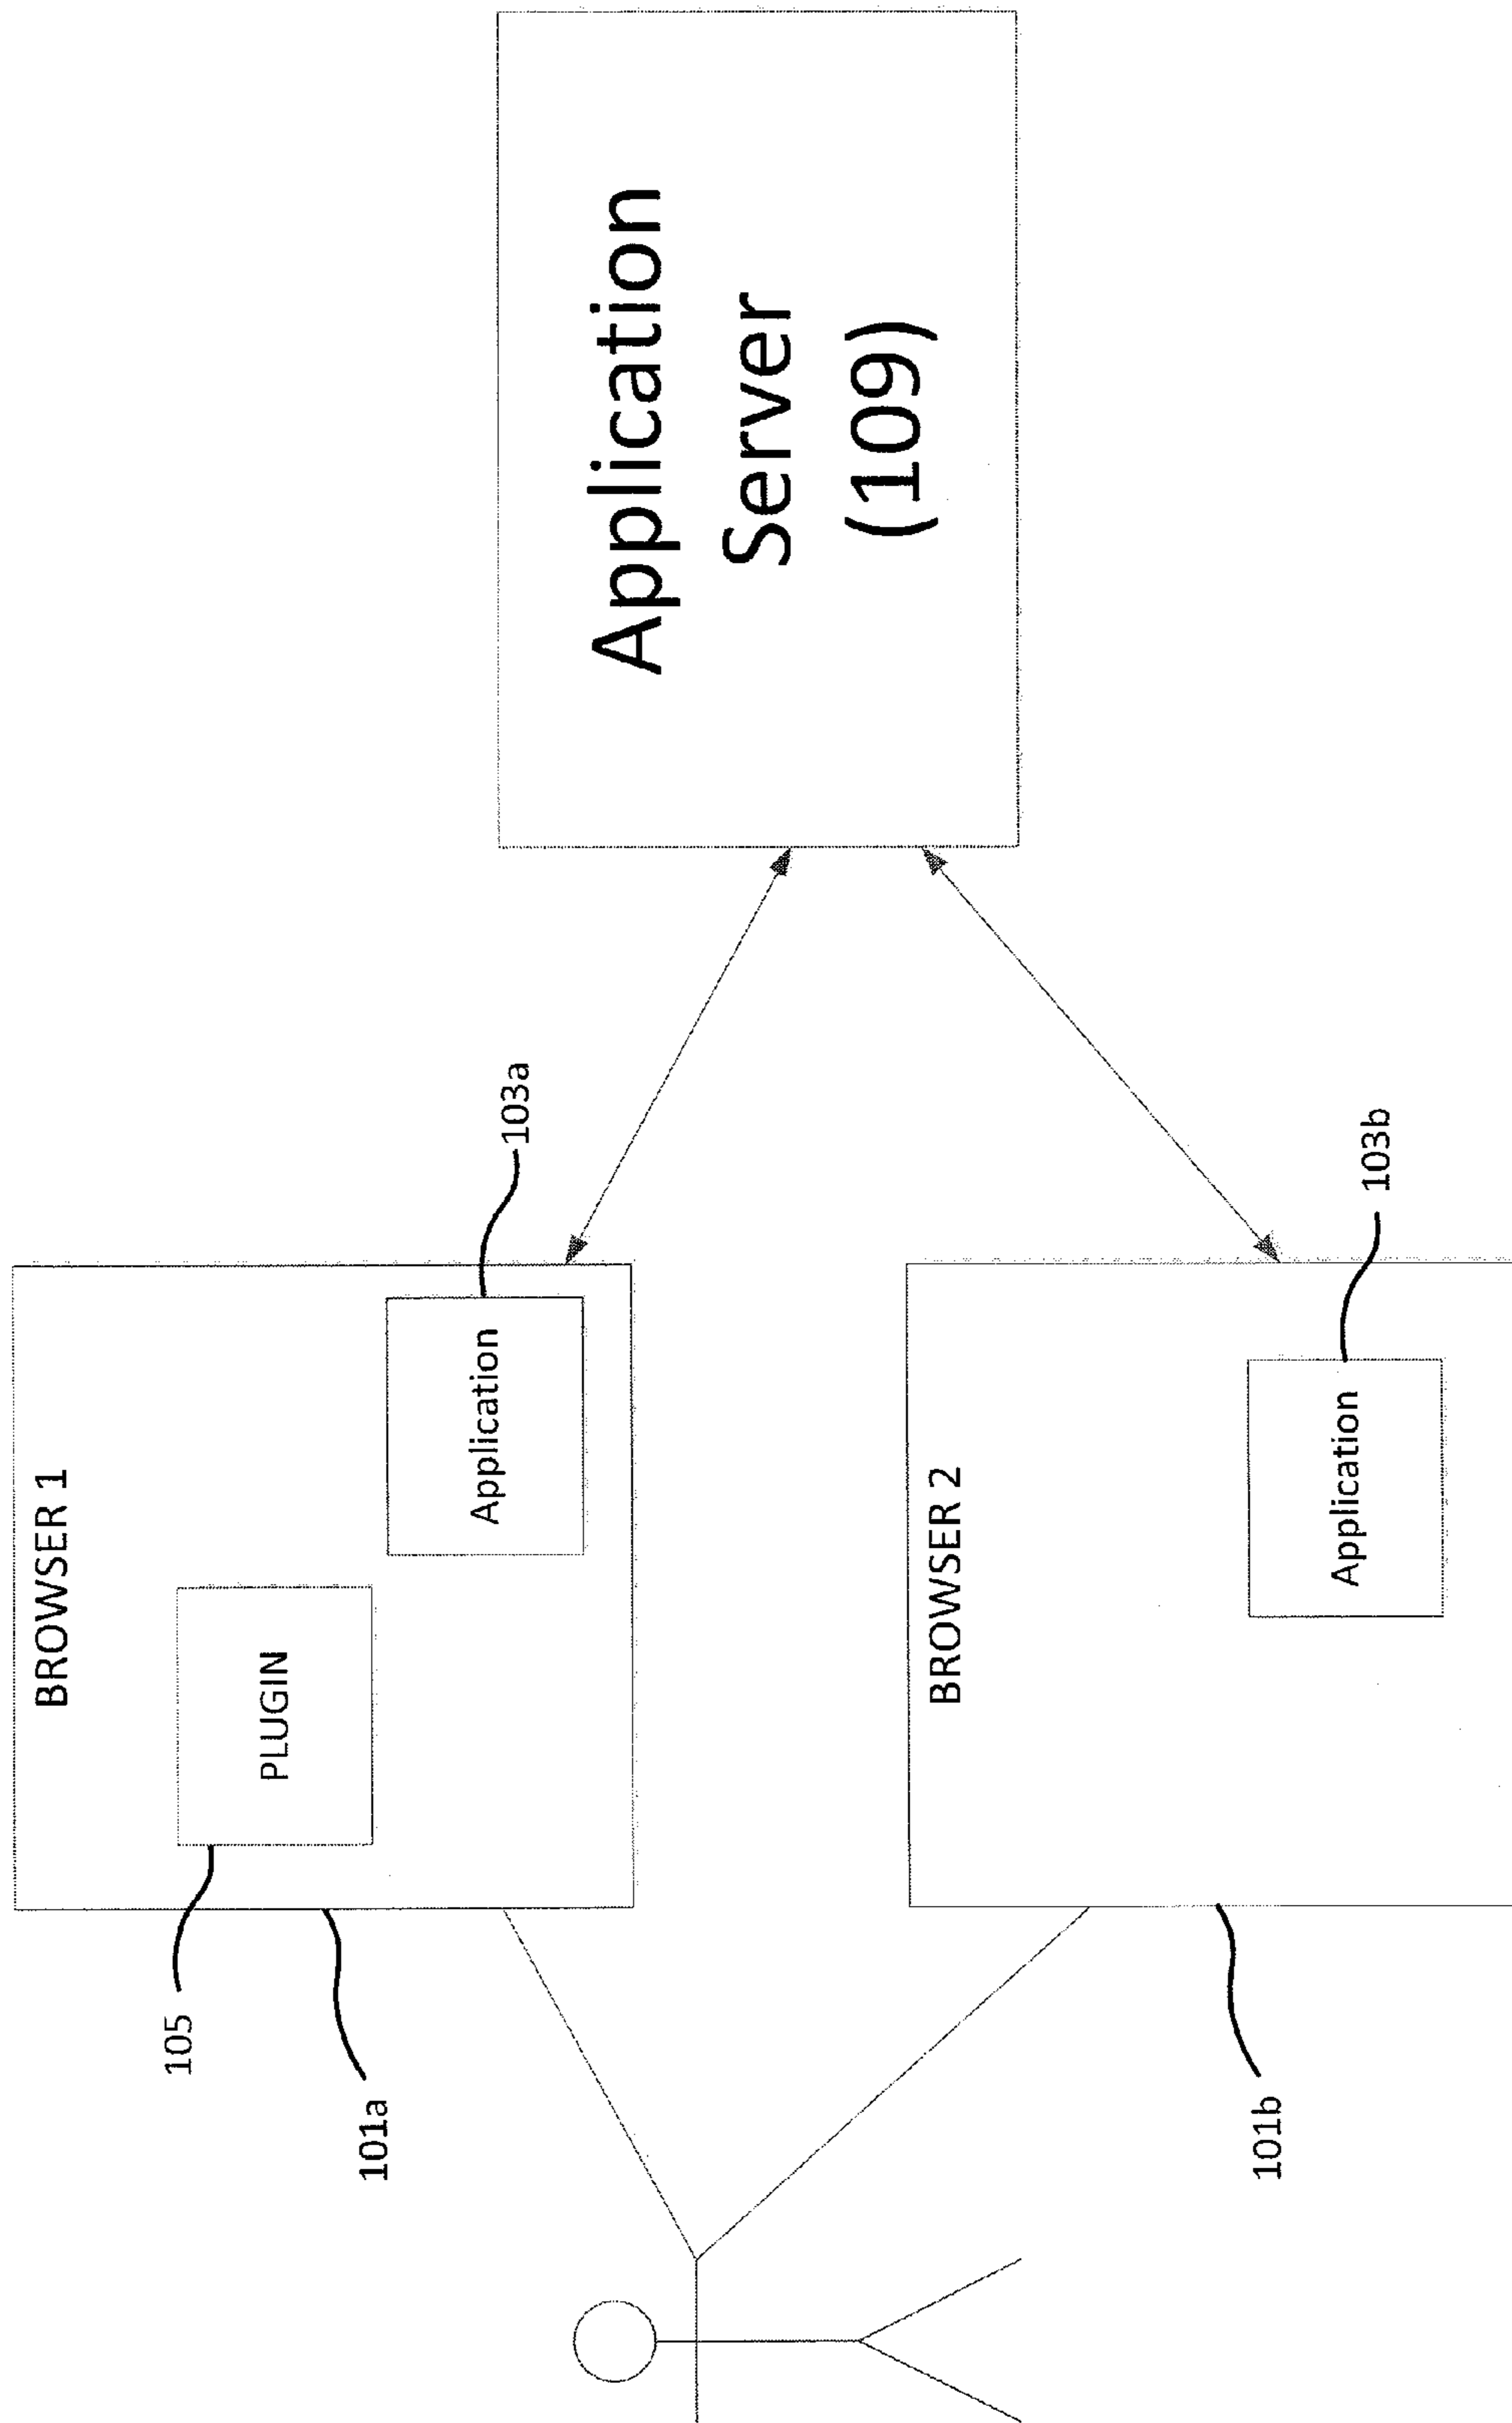 BROWSER 1
PLUGIN
Application
105
101a
103a
BROWSER 2
Application
101b
103b
Application
Server
(109)